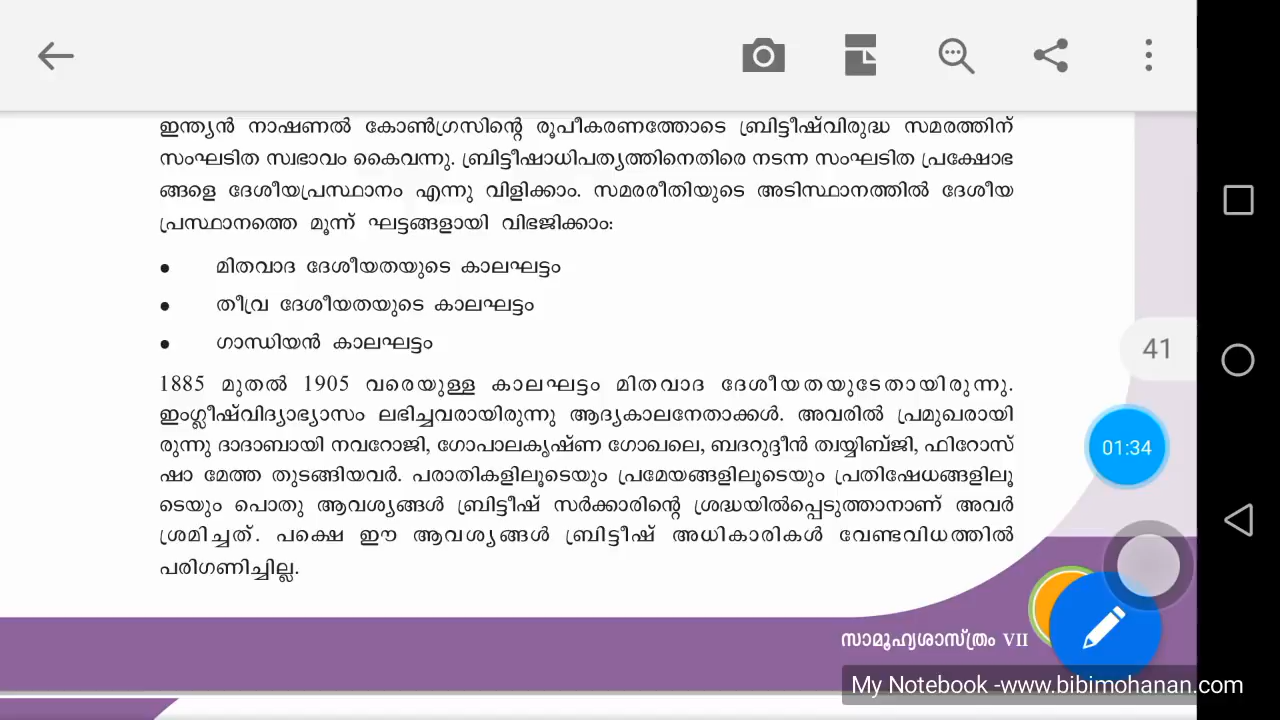 ഇന്ത്യൻ നാഷണൽ കോൺഗ്രസിന്റെ രൂപീകരണത്തോടെ ബ്രിട്ടീഷ്‌വിരുദ്ധ സമരത്തിന്
സംഘടിത സ്വഭാവം കൈവന്നു. ബ്രിട്ടീഷാധിപത്യത്തിനെതിരെ നടന്ന സംഘടിത പ്രക്ഷോഭ
ങ്ങളെ ദേശീയപ്രസ്ഥാനം എന്നു വിളിക്കാം. സമരരീതിയുടെ അടിസ്ഥാനത്തിൽ ദേശീയ
പ്രസ്ഥാനത്തെ മൂന്ന് ഘട്ടങ്ങളായി വിഭജിക്കാം:
• മിതവാദ ദേശീയതയുടെ കാലഘട്ടം
• തീവ്ര ദേശീയതയുടെ കാലഘട്ടം
• ഗാന്ധിയൻ കാലഘട്ടം
41
1885 മുതൽ 1905 വരെയുള്ള കാലഘട്ടം മിതവാദ ദേശീയതയുടേതായിരുന്നു.
ഇംഗ്ലീഷ്‌വിദ്യാഭ്യാസം ലഭിച്ചവരായിരുന്നു ആദ്യകാലനേതാക്കൾ. അവരിൽ പ്രമുഖരായി
രുന്നു ദാദാബായി നവറോജി, ഗോപാലകൃഷ്ണ ഗോഖലെ, ബദറുദ്ദീൻ ത്വയ്യിബ്ജി, ഫിറോസ്
01:34
ഷാ മേത്ത തുടങ്ങിയവർ. പരാതികളിലൂടെയും പ്രമേയങ്ങളിലൂടെയും പ്രതിഷേധങ്ങളിലൂ
ടെയും പൊതു ആവശ്യങ്ങൾ ബ്രിട്ടീഷ് സർക്കാരിന്റെ ശ്രദ്ധയിൽപ്പെടുത്താനാണ് അവർ
ശ്രമിച്ചത്. പക്ഷെ ഈ ആവശ്യങ്ങൾ ബ്രിട്ടീഷ് അധികാരികൾ വേണ്ടവിധത്തിൽ
പരിഗണിച്ചില്ല.
സാമൂഹ്യശാസ്ത്രം VII
My Notebook -www.bibimohanan.com